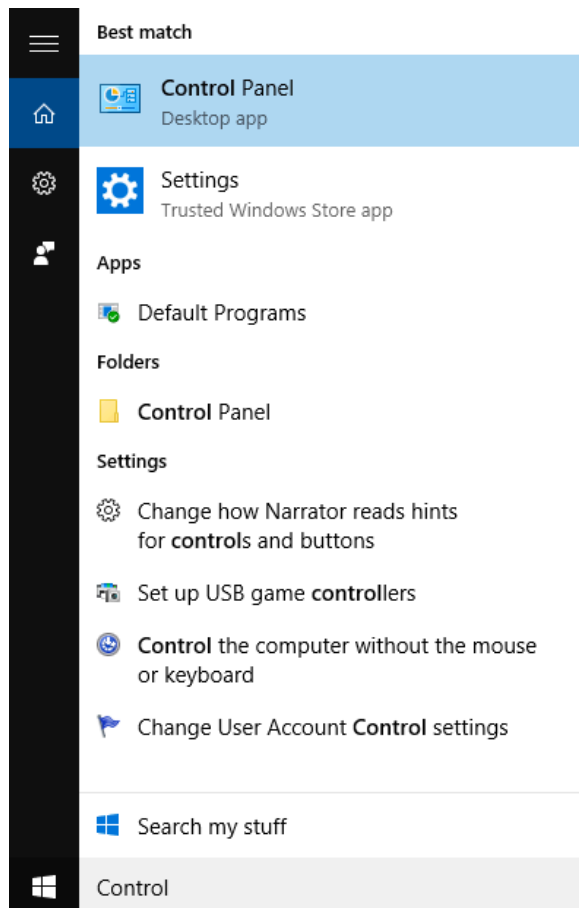 Best match
Control Panel
Desktop app
Settings
Trusted Windows Store app
Apps
Default Programs
Folders
Control Panel
Settings
Change how Narrator reads hints
for controls and buttons
Set up USB game controllers
Control the computer without the mouse
or keyboard
Change User Account Control settings
Search my stuff
Control